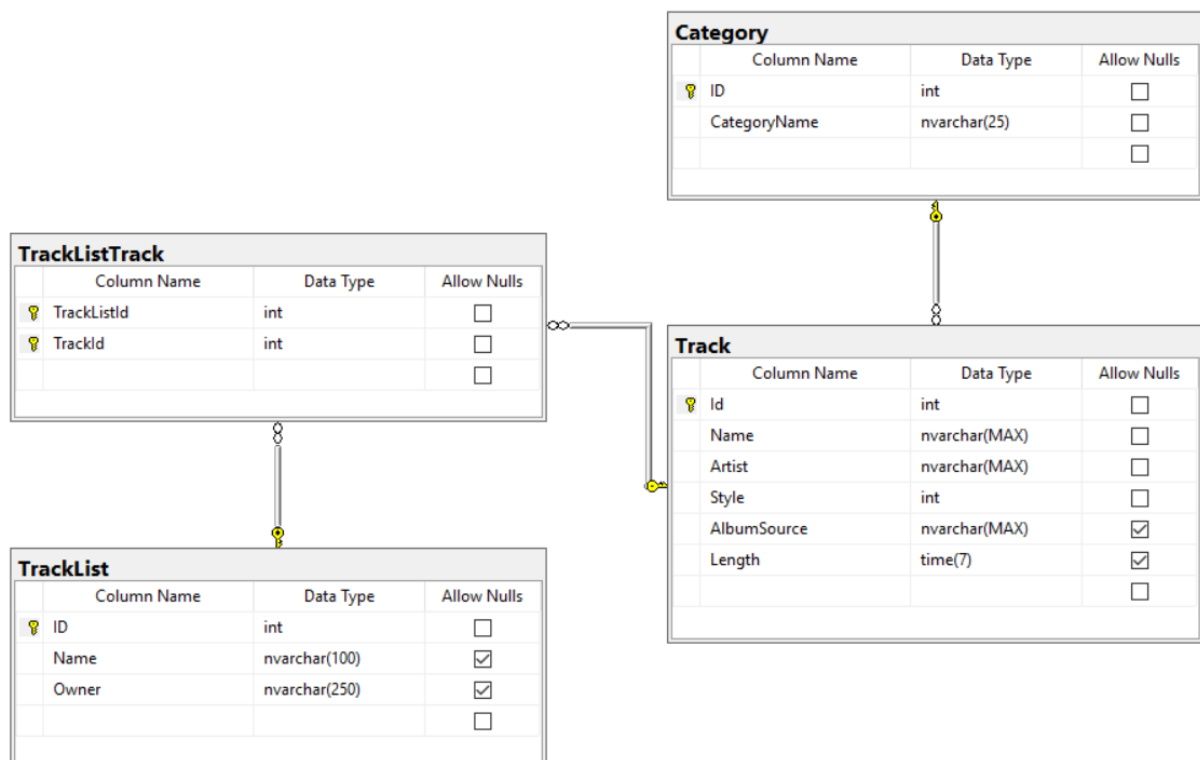 Category
Column Name Data Type Allow Nulls
ID int
CategoryName nvarchar(25)
TrackListTrack
Column Name Data Type Allow Nulls
TrackListId int
TrackId int
Track
Column Name Data Type Allow Nulls
Id int
Name nvarchar(MAX)
Artist nvarchar(MAX)
Style int
AlbumSource nvarchar(MAX)
Length time(7)
TrackList
Column Name Data Type Allow Nulls
ID int
Name nvarchar(100)
Owner nvarchar(250)